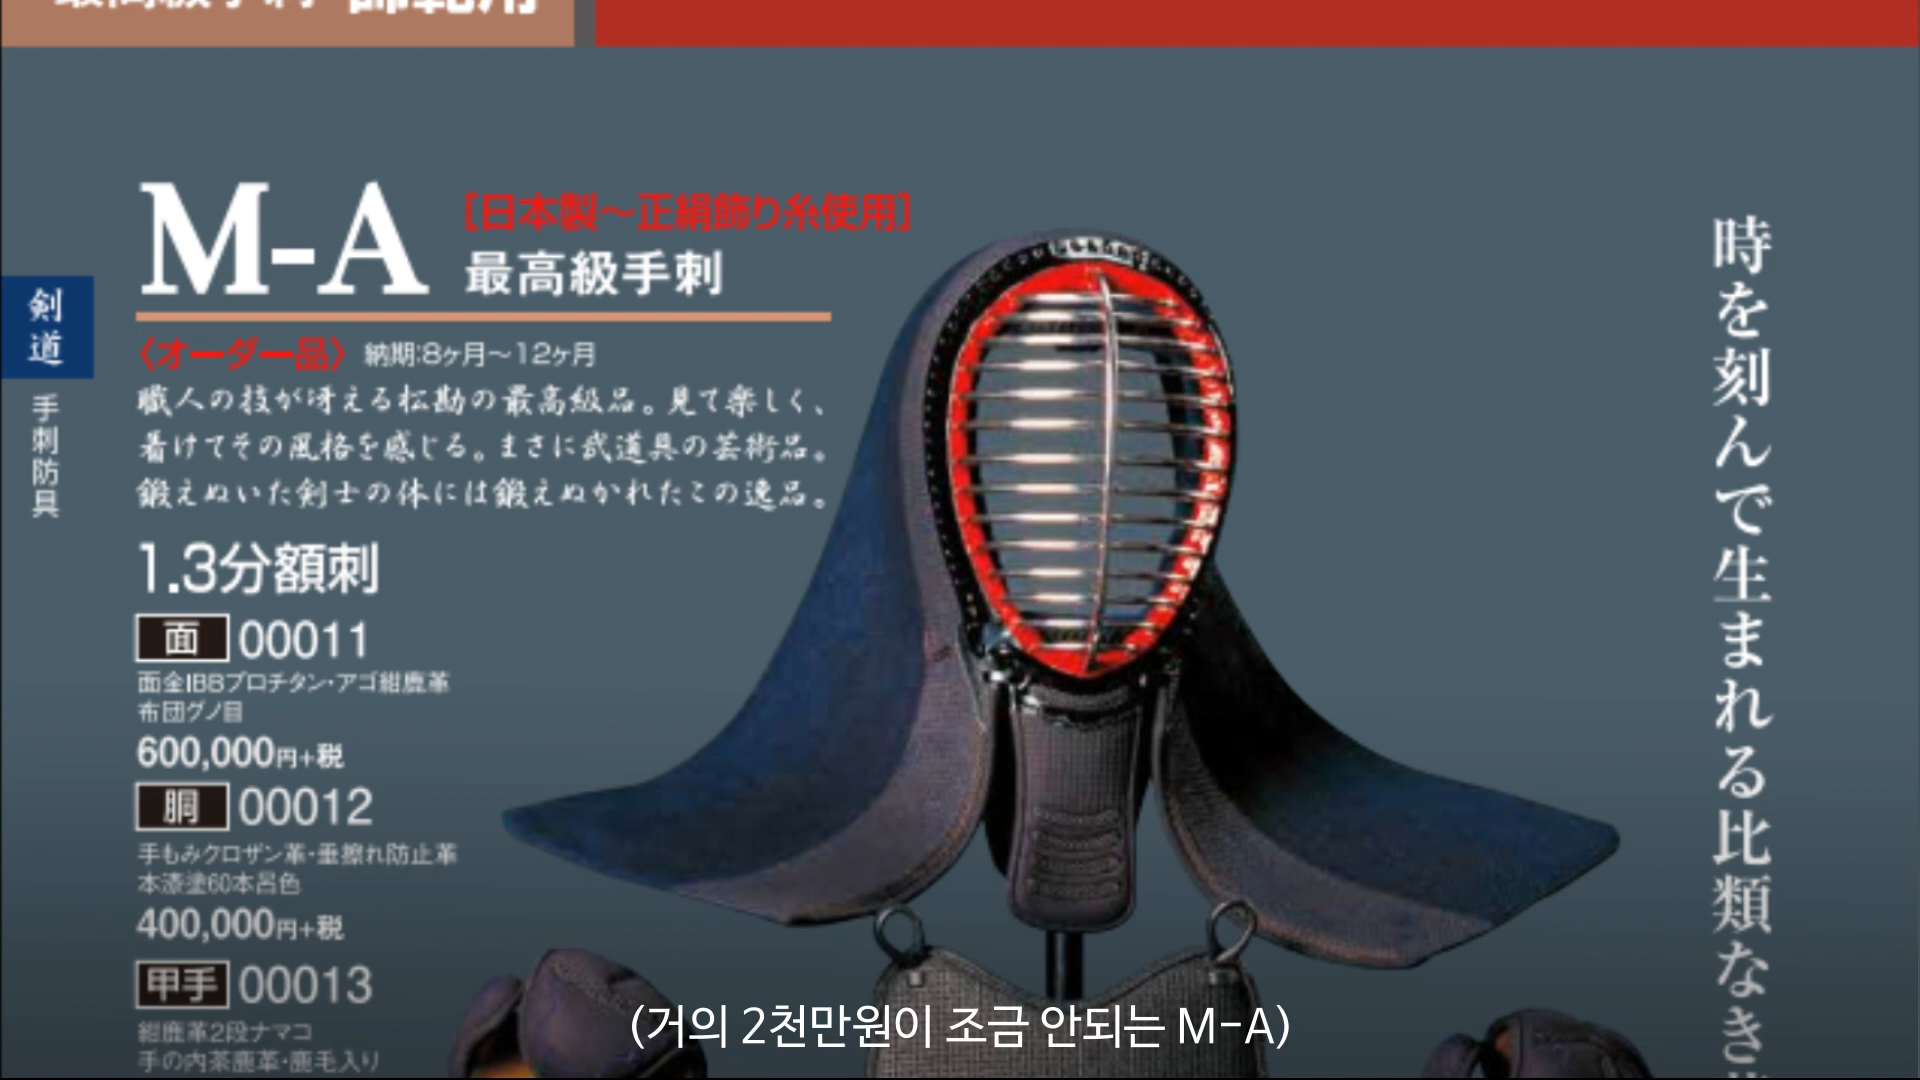 M-A
[日本製～正絹飾り糸使用]
最高級手刺
〈オーダー品〉 納期:8ヶ月～12ヶ月
職人の技が冴える松勘の最高級品。見て楽しく、
着けてその風格を感じる。まさに武道具の芸術品。
鍛えぬいた剣士の体には鍛えぬかれたこの逸品。
1.3分額刺
面 00011
面金IBBプロチタン・アゴ紺鹿革
布団グノ目
600,000円+税
胴 00012
手もみクロザン革・垂擦れ防止革
本漆塗60本呂色
400,000円+税
甲手 00013
紺鹿革2段ナマコ
手の内茶鹿革・鹿毛入り
剣道
手刺防具
時を刻んで生まれる比類なき
(거의 2천만원이 조금 안되는 M-A)